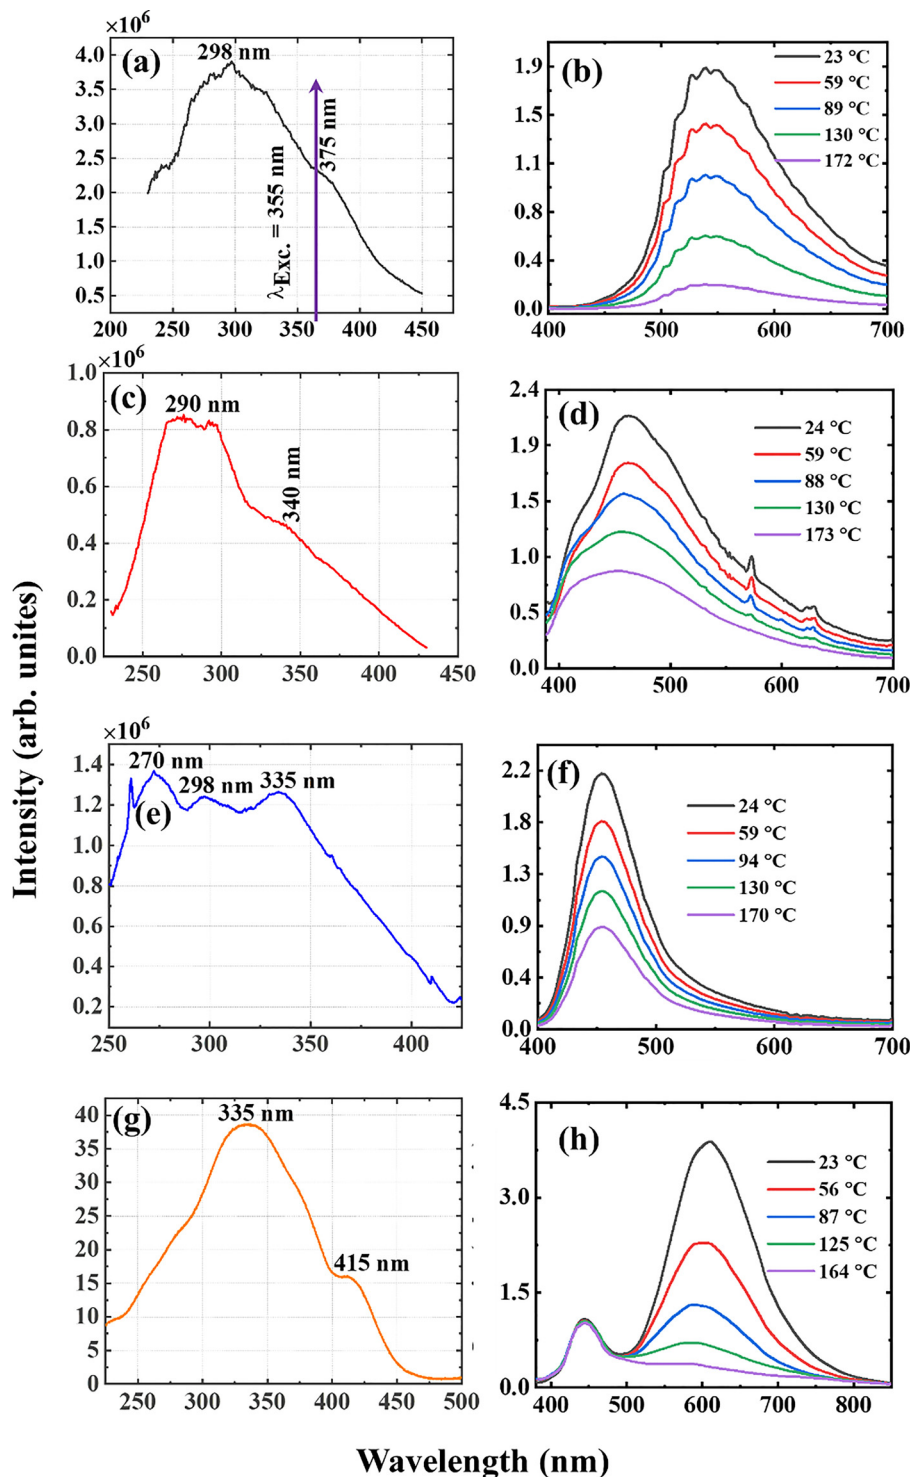 ×10⁶
(a)
298 nm
375 nm
λExc. = 355 nm
4.0
3.5
3.0
2.5
2.0
1.5
1.0
0.5
200 250 300 350 400 450
(b)
23 °C
59 °C
89 °C
130 °C
172 °C
1.9
1.5
1.1
0.8
0.4
0.0
400 500 600 700
×10⁶
(c)
290 nm
340 nm
1.0
0.8
0.6
0.4
0.2
0.0
250 300 350 400 450
(d)
24 °C
59 °C
88 °C
130 °C
173 °C
2.4
1.9
1.5
1.0
0.5
0.0
400 500 600 700
Intensity (arb. unites)
×10⁶
270 nm
298 nm
335 nm
(e)
1.4
1.2
1.0
0.8
0.6
0.4
0.2
250 300 350 400
(f)
24 °C
59 °C
94 °C
130 °C
170 °C
2.2
1.8
1.3
0.9
0.4
0.0
400 500 600 700
(g)
335 nm
415 nm
40
35
30
25
20
15
10
5
0
250 300 350 400 450 500
(h)
23 °C
56 °C
87 °C
125 °C
164 °C
4.5
3.0
1.5
0.0
400 500 600 700 800
Wavelength (nm)